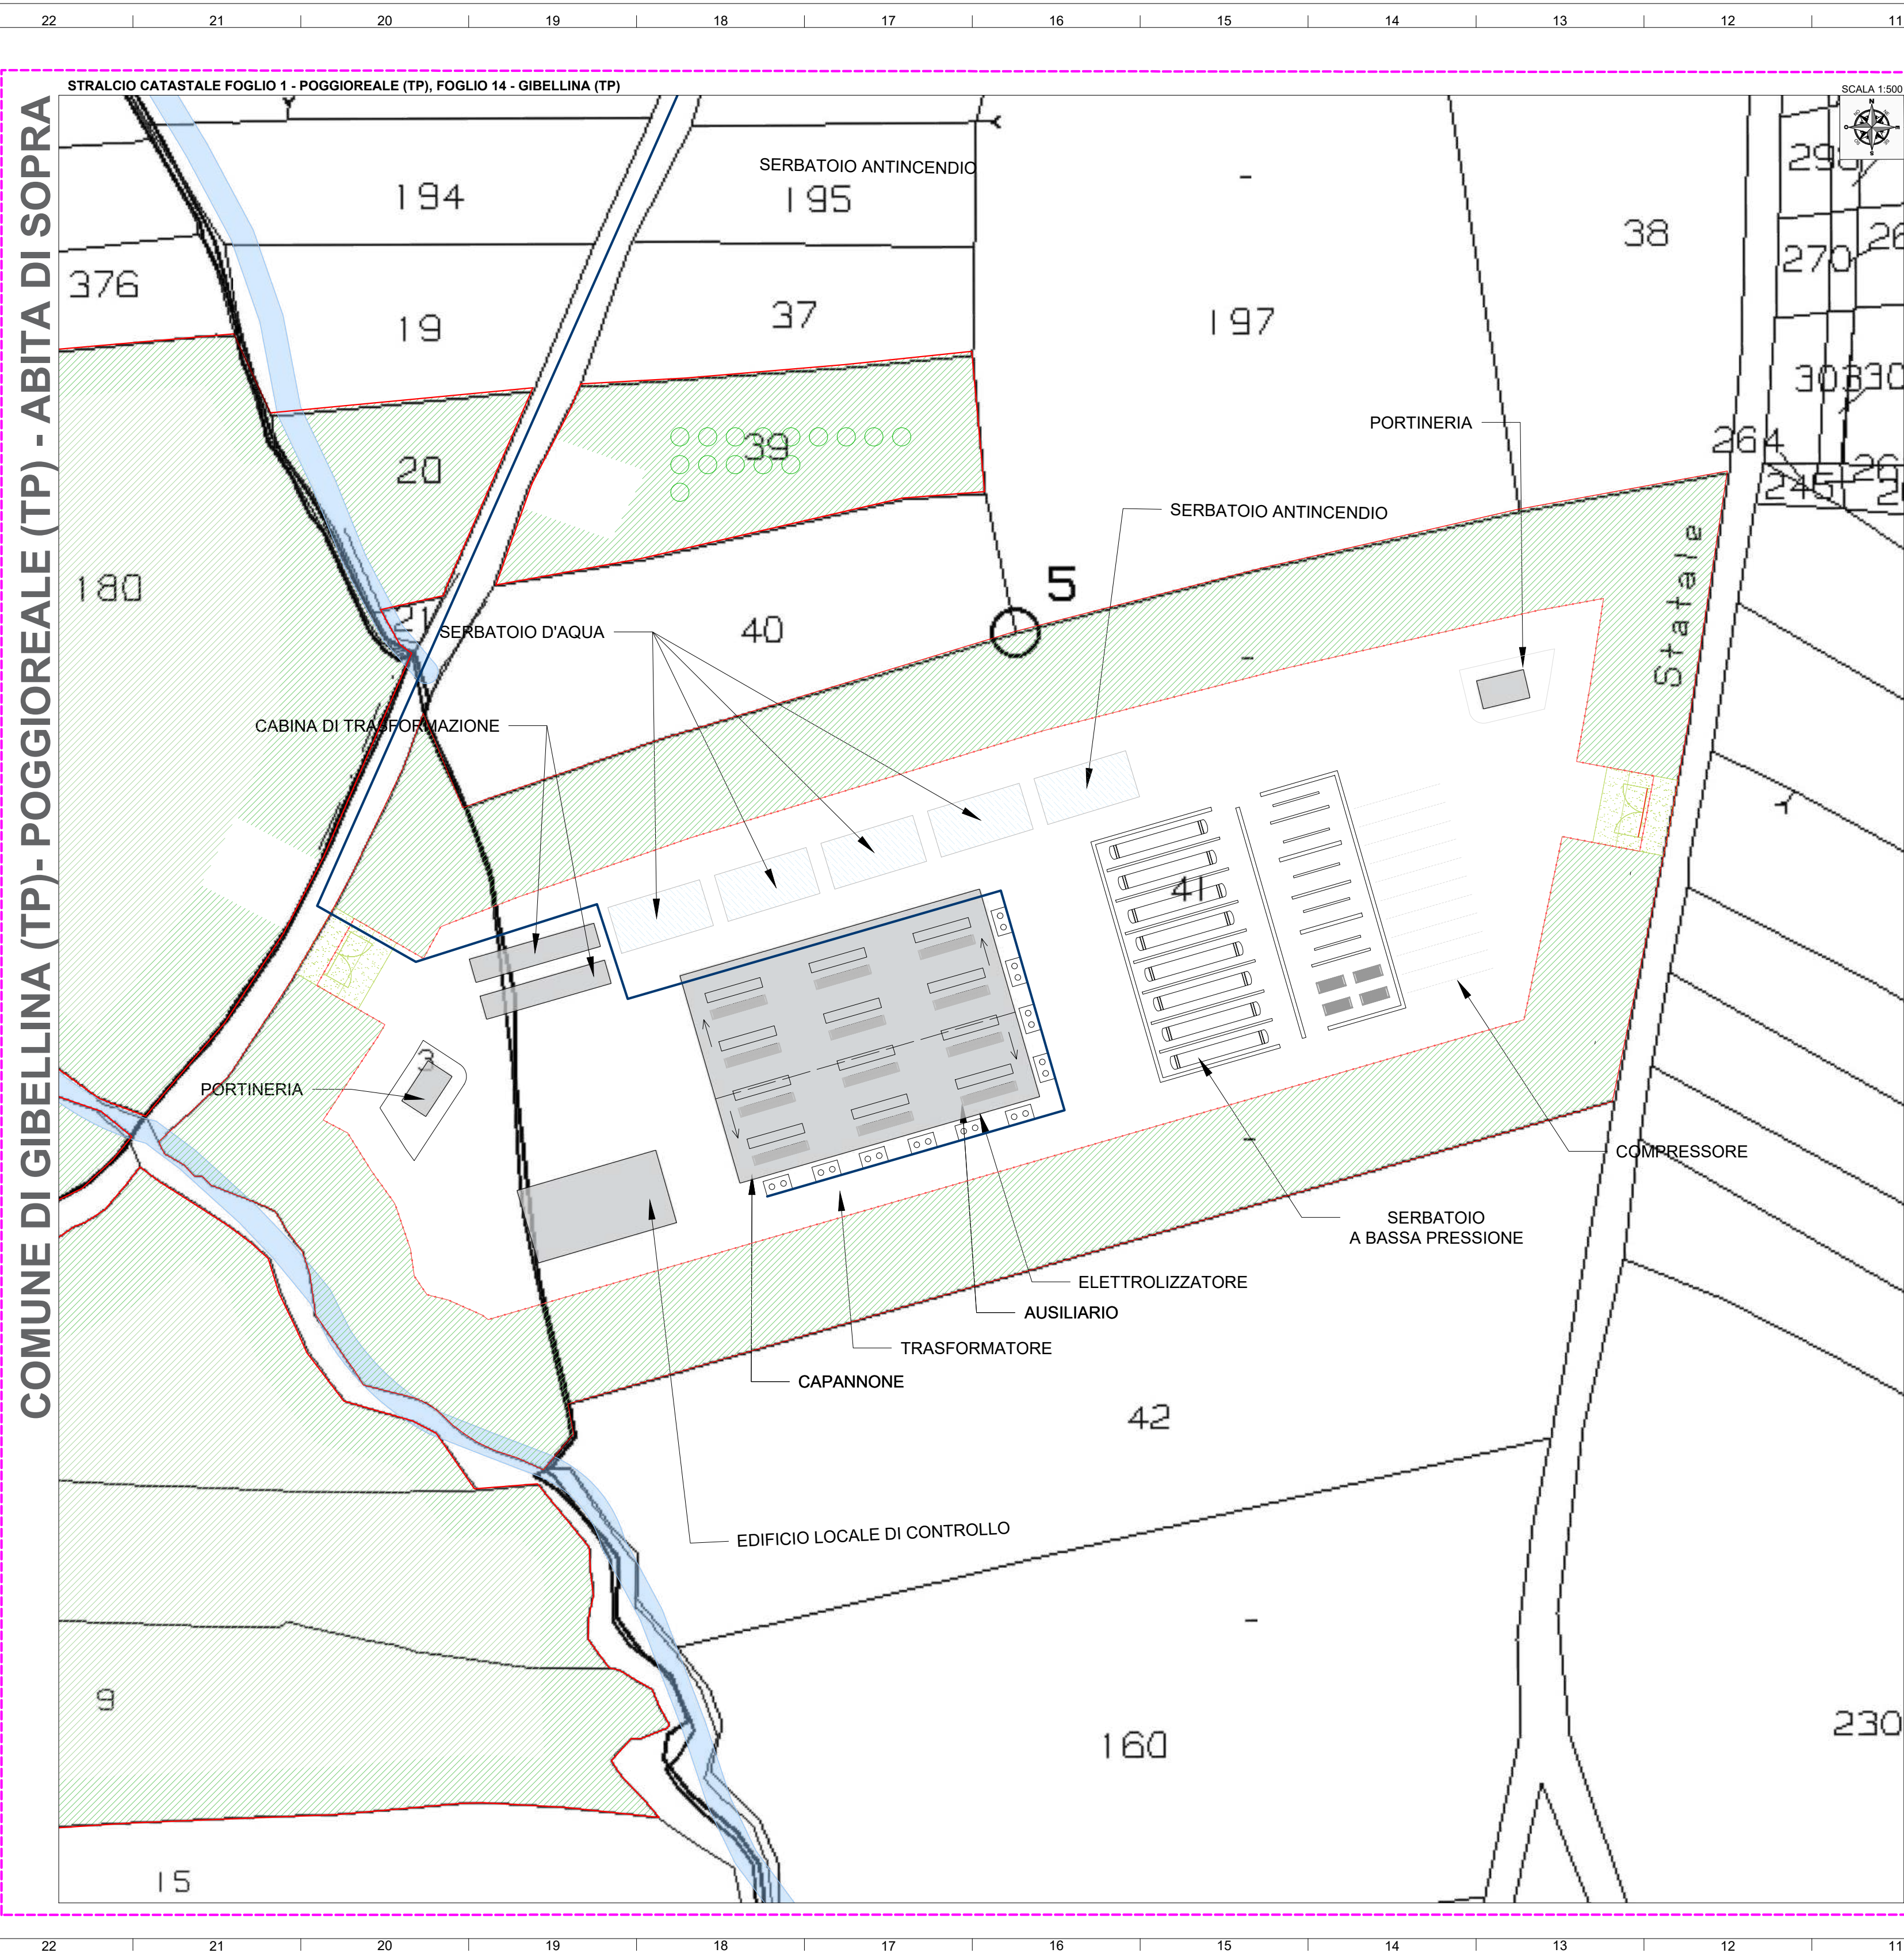 22 21 20 19 18 17 16 15 14 13 12 11
STRALCIO CATASTALE FOGLIO 1 - POGGIOREALE (TP), FOGLIO 14 - GIBELLINA (TP)
SCALA 1:500
COMUNE DI GIBELLINA (TP)- POGGIOREALE (TP) - ABITA DI SOPRA
N
S
SERBATOIO ANTINCENDIO
194
195
38
270
376
19
37
197
PORTINERIA
264
39
20
245
SERBATOIO ANTINCENDIO
Statale
5
180
21
SERBATOIO D'AQUA
40
CABINA DI TRASFORMAZIONE
41
3
PORTINERIA
COMPRESSORE
SERBATOIO
A BASSA PRESSIONE
ELETTROLIZZATORE
AUSILIARIO
TRASFORMATORE
CAPANNONE
42
EDIFICIO LOCALE DI CONTROLLO
9
160
230
15
22 21 20 19 18 17 16 15 14 13 12 11